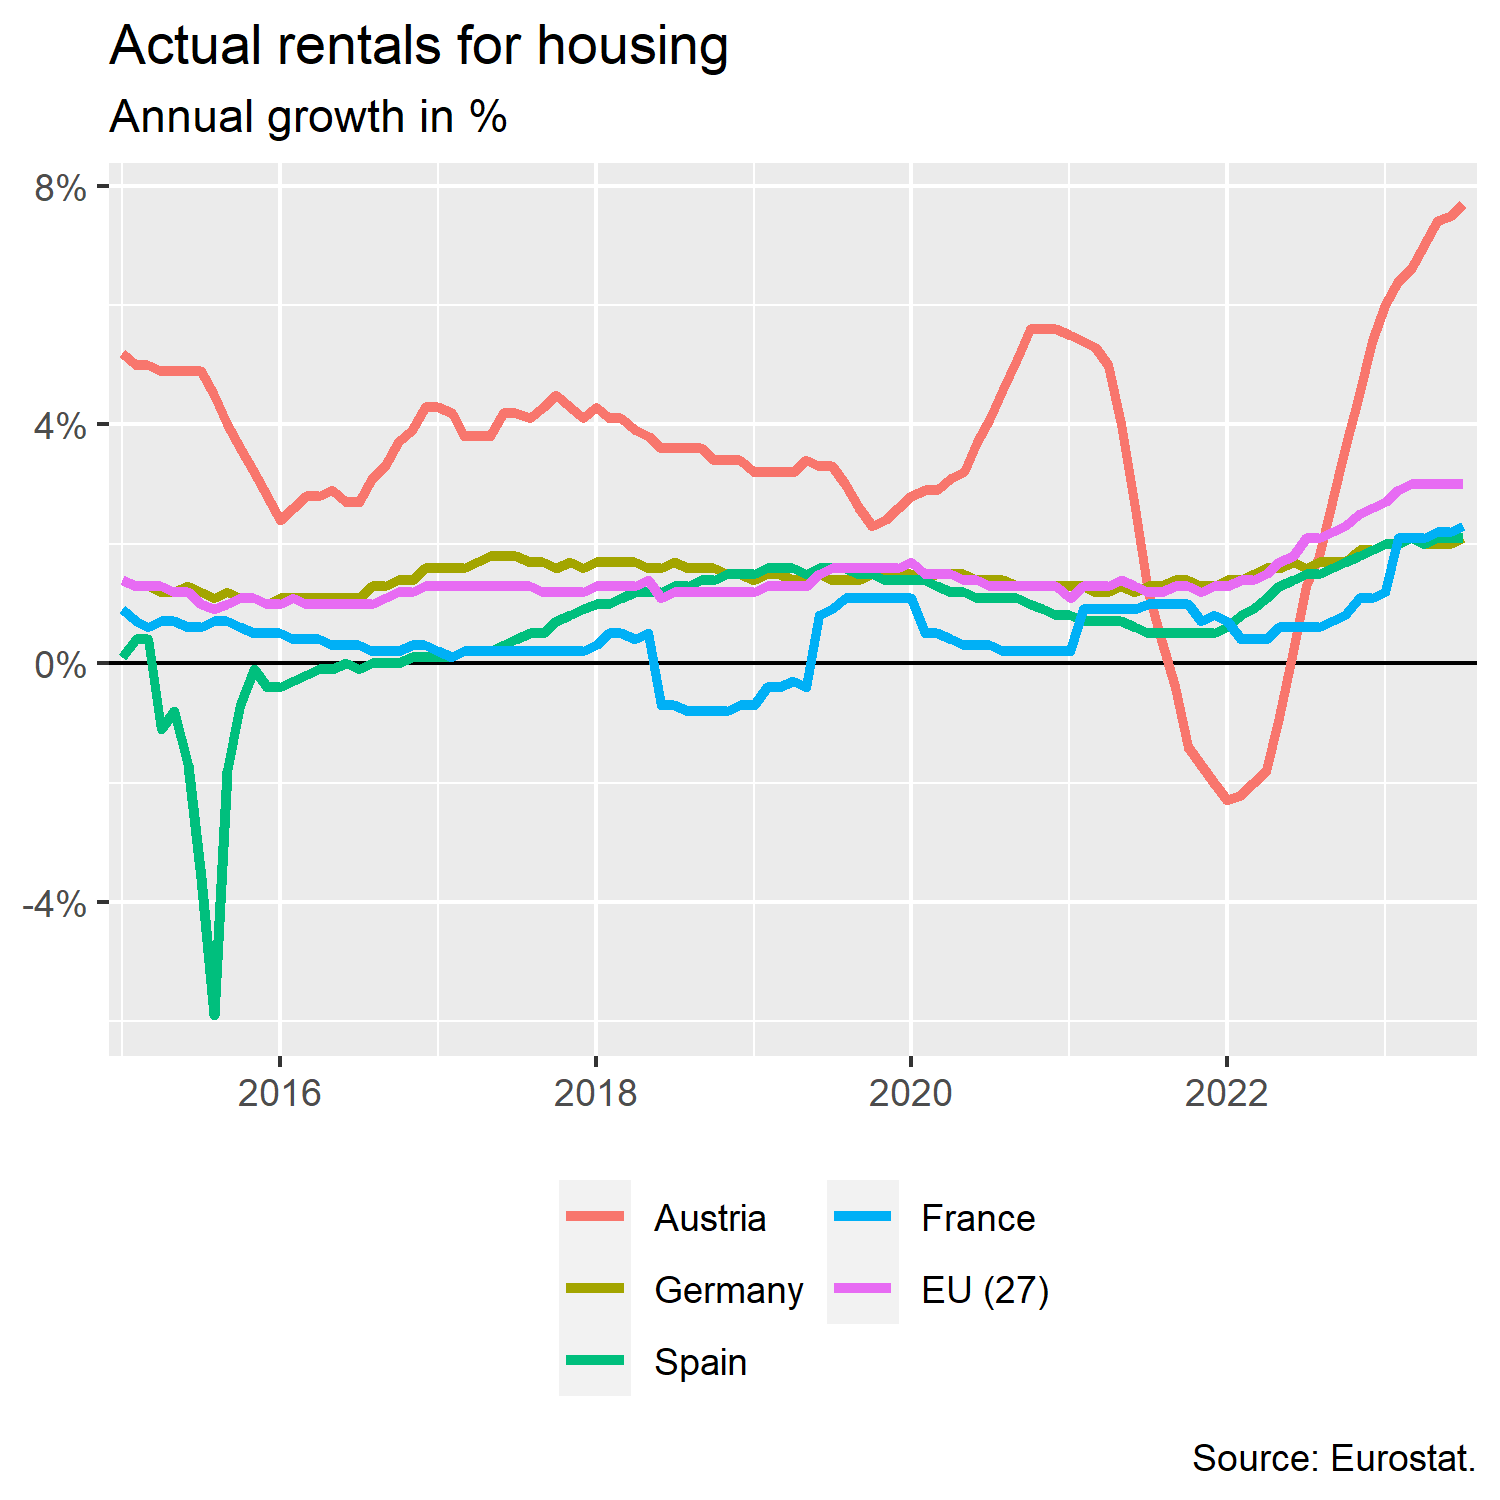 Actual rentals for housing
Annual growth in %
8%
4%
0%
-4%
2016 2018 2020 2022
Austria France
Germany EU (27)
Spain
Source: Eurostat.